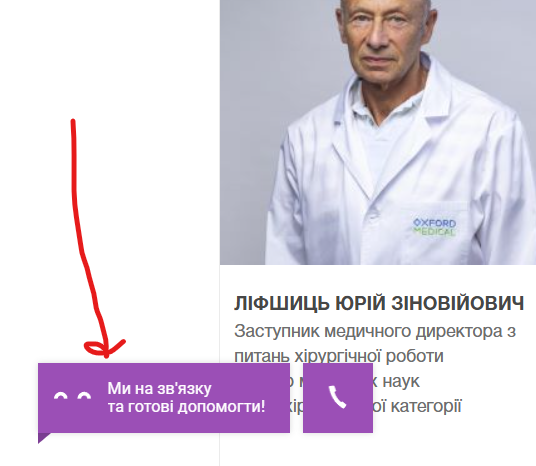 OXFORD
MEDICAL
ЛІФШИЦЬ ЮРІЙ ЗІНОВІЙОВИЧ
Заступник медичного директора з
питань хірургічної роботи
наук
категорії
Ми на зв'язку
та готові допомогти!